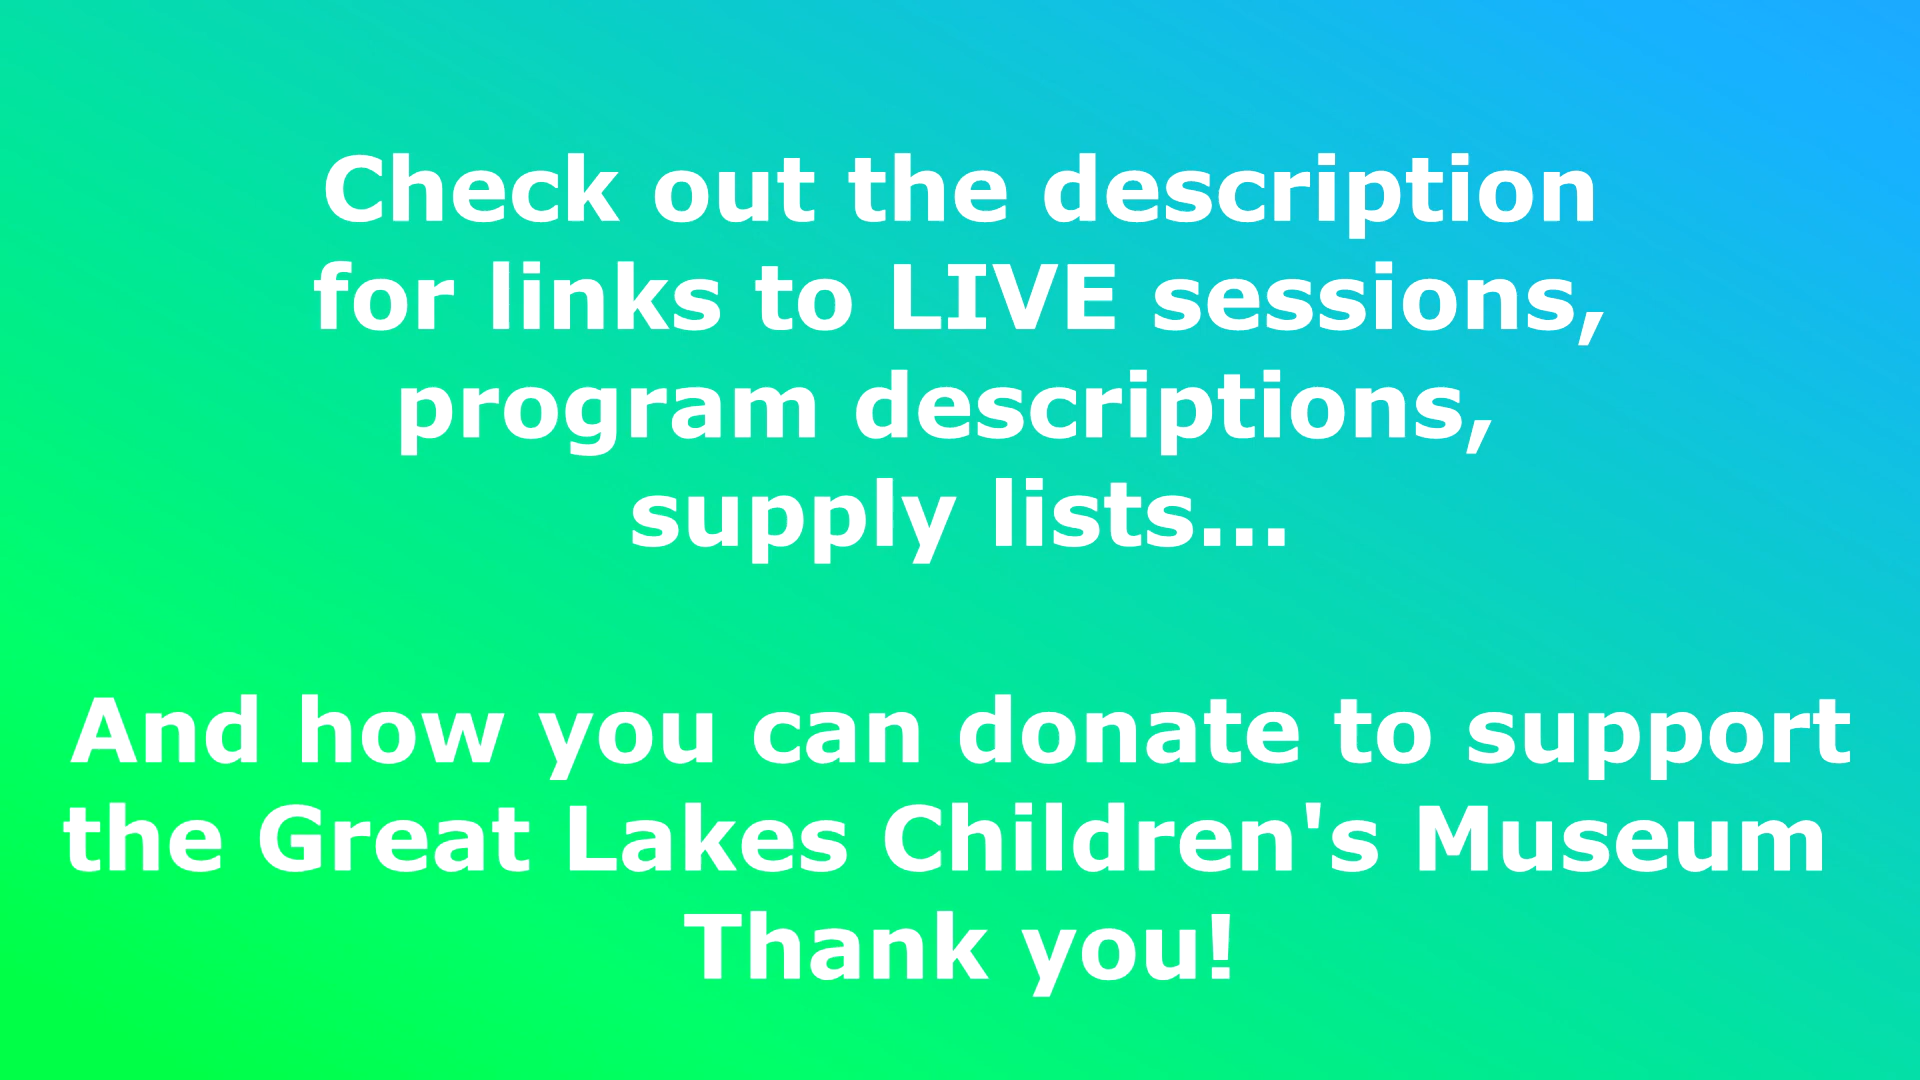 Check out the description
for links to LIVE sessions,
program descriptions,
supply lists...
And how you can donate to support
the Great Lakes Children's Museum
Thank you!